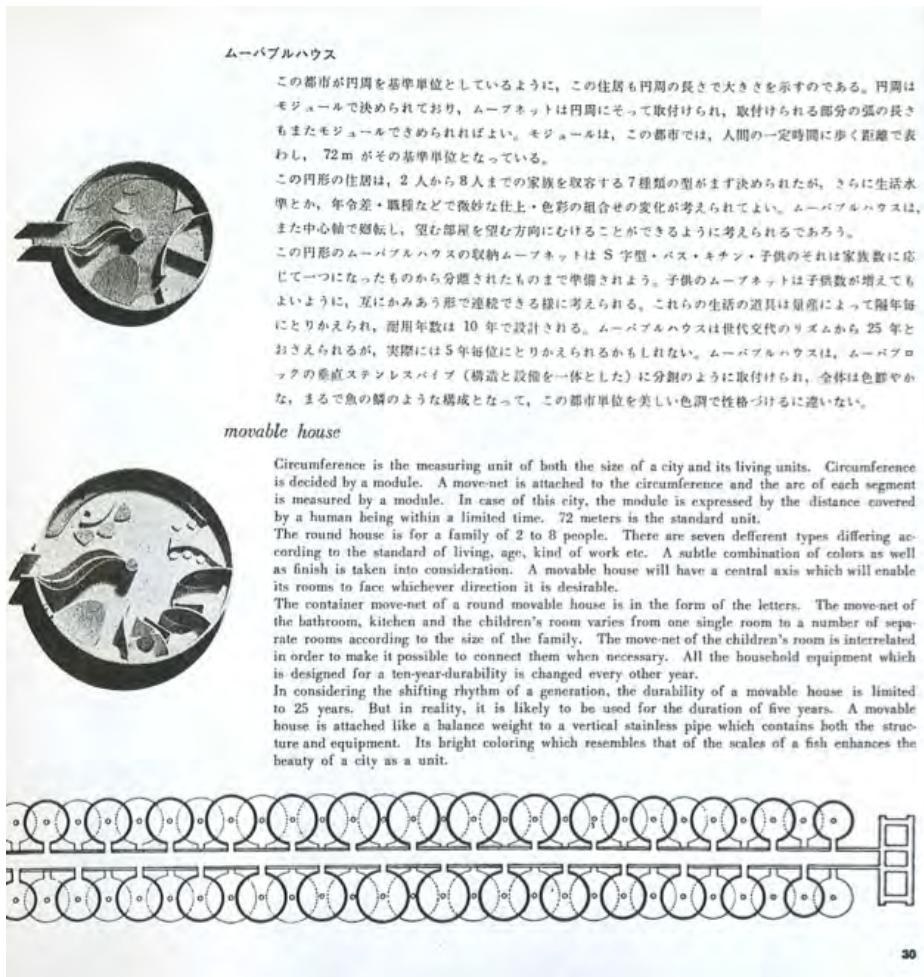 ムーバブルハウス
この都市が円周を基準単位としているように，この住居も円周の長さで大きさを示すのである。円周は
モジュールで決められており，ムーブネットは円周にそって取付けられ，取付けられる部分の弧の長さ
もまたモジュールできめられればよい。モジュールは，この都市では，人間の一定時間に歩く距離で表
わし， 72m がその基準単位となっている。
この円形の住居は，2 人から8人までの家族を収容する7種類の型がまず決められたが，さらに生活水
準とか，年令差・職種などで微妙な仕上・色彩の組合せの変化が考えられてよい。ムーバブルハウスは，
また中心軸で廻転し，望む部屋を望む方向にむけることができるように考えられるであろう。
この円形のムーバブルハウスの収納ムーブネットは S 字型・バス・キチン・子供のそれは家族数に応
じて一つになったものから分離されたものまで準備されよう。子供のムーブネットは子供数が増えても
よいように，互にかみあう形で連続できる様に考えられる。これらの生活の道具は量産によって隔年毎
にとりかえられ，耐用年数は 10 年で設計される。ムーバブルハウスは世代交代のリズムから 25 年と
おさえられるが，実際には5年毎位にとりかえられるかもしれない。ムーバブルハウスは，ムーバブロ
ックの垂直ステンレスパイプ（構造と設備を一体とした）に分銅のように取付けられ，全体は色鮮やか
な，まるで魚の鱗のような構成となって，この都市単位を美しい色調で性格づけるに違いない。
movable house
Circumference is the measuring unit of both the size of a city and its living units. Circumference
is decided by a module. A move-net is attached to the circumference and the arc of each segment
is measured by a module. In case of this city, the module is expressed by the distance covered
by a human being within a limited time. 72 meters is the standard unit.
The round house is for a family of 2 to 8 people. There are seven defferent types differing ac-
cording to the standard of living, age, kind of work etc. A subtle combination of colors as well
as finish is taken into consideration. A movable house will have a central axis which will enable
its rooms to face whichever direction it is desirable.
The container move-net of a round movable house is in the form of the letters. The move-net of
the bathroom, kitchen and the children's room varies from one single room to a number of sepa-
rate rooms according to the size of the family. The move-net of the children's room is interrelated
in order to make it possible to connect them when necessary. All the household equipment which
is designed for a ten-year-durability is changed every other year.
In considering the shifting rhythm of a generation, the durability of a movable house is limited
to 25 years. But in reality, it is likely to be used for the duration of five years. A movable
house is attached like a balance weight to a vertical stainless pipe which contains both the struc-
ture and equipment. Its bright coloring which resembles that of the scales of a fish enhances the
beauty of a city as a unit.
30